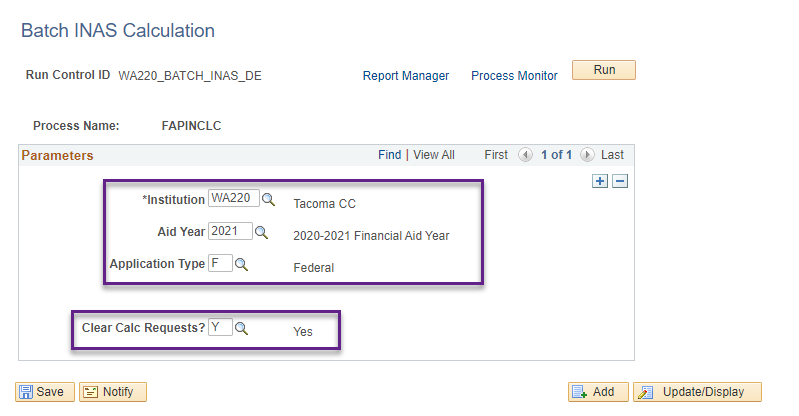 Batch INAS Calculation
Run Control ID WA220_BATCH_INAS_DE Report Manager Process Monitor Run
Process Name: FAPINCLC
Parameters Find | View All First 1 of 1 Last
*Institution WA220 Tacoma CC
Aid Year 2021 2020-2021 Financial Aid Year
Application Type F Federal
Clear Calc Requests? Y Yes
Save Notify Add Update/Display